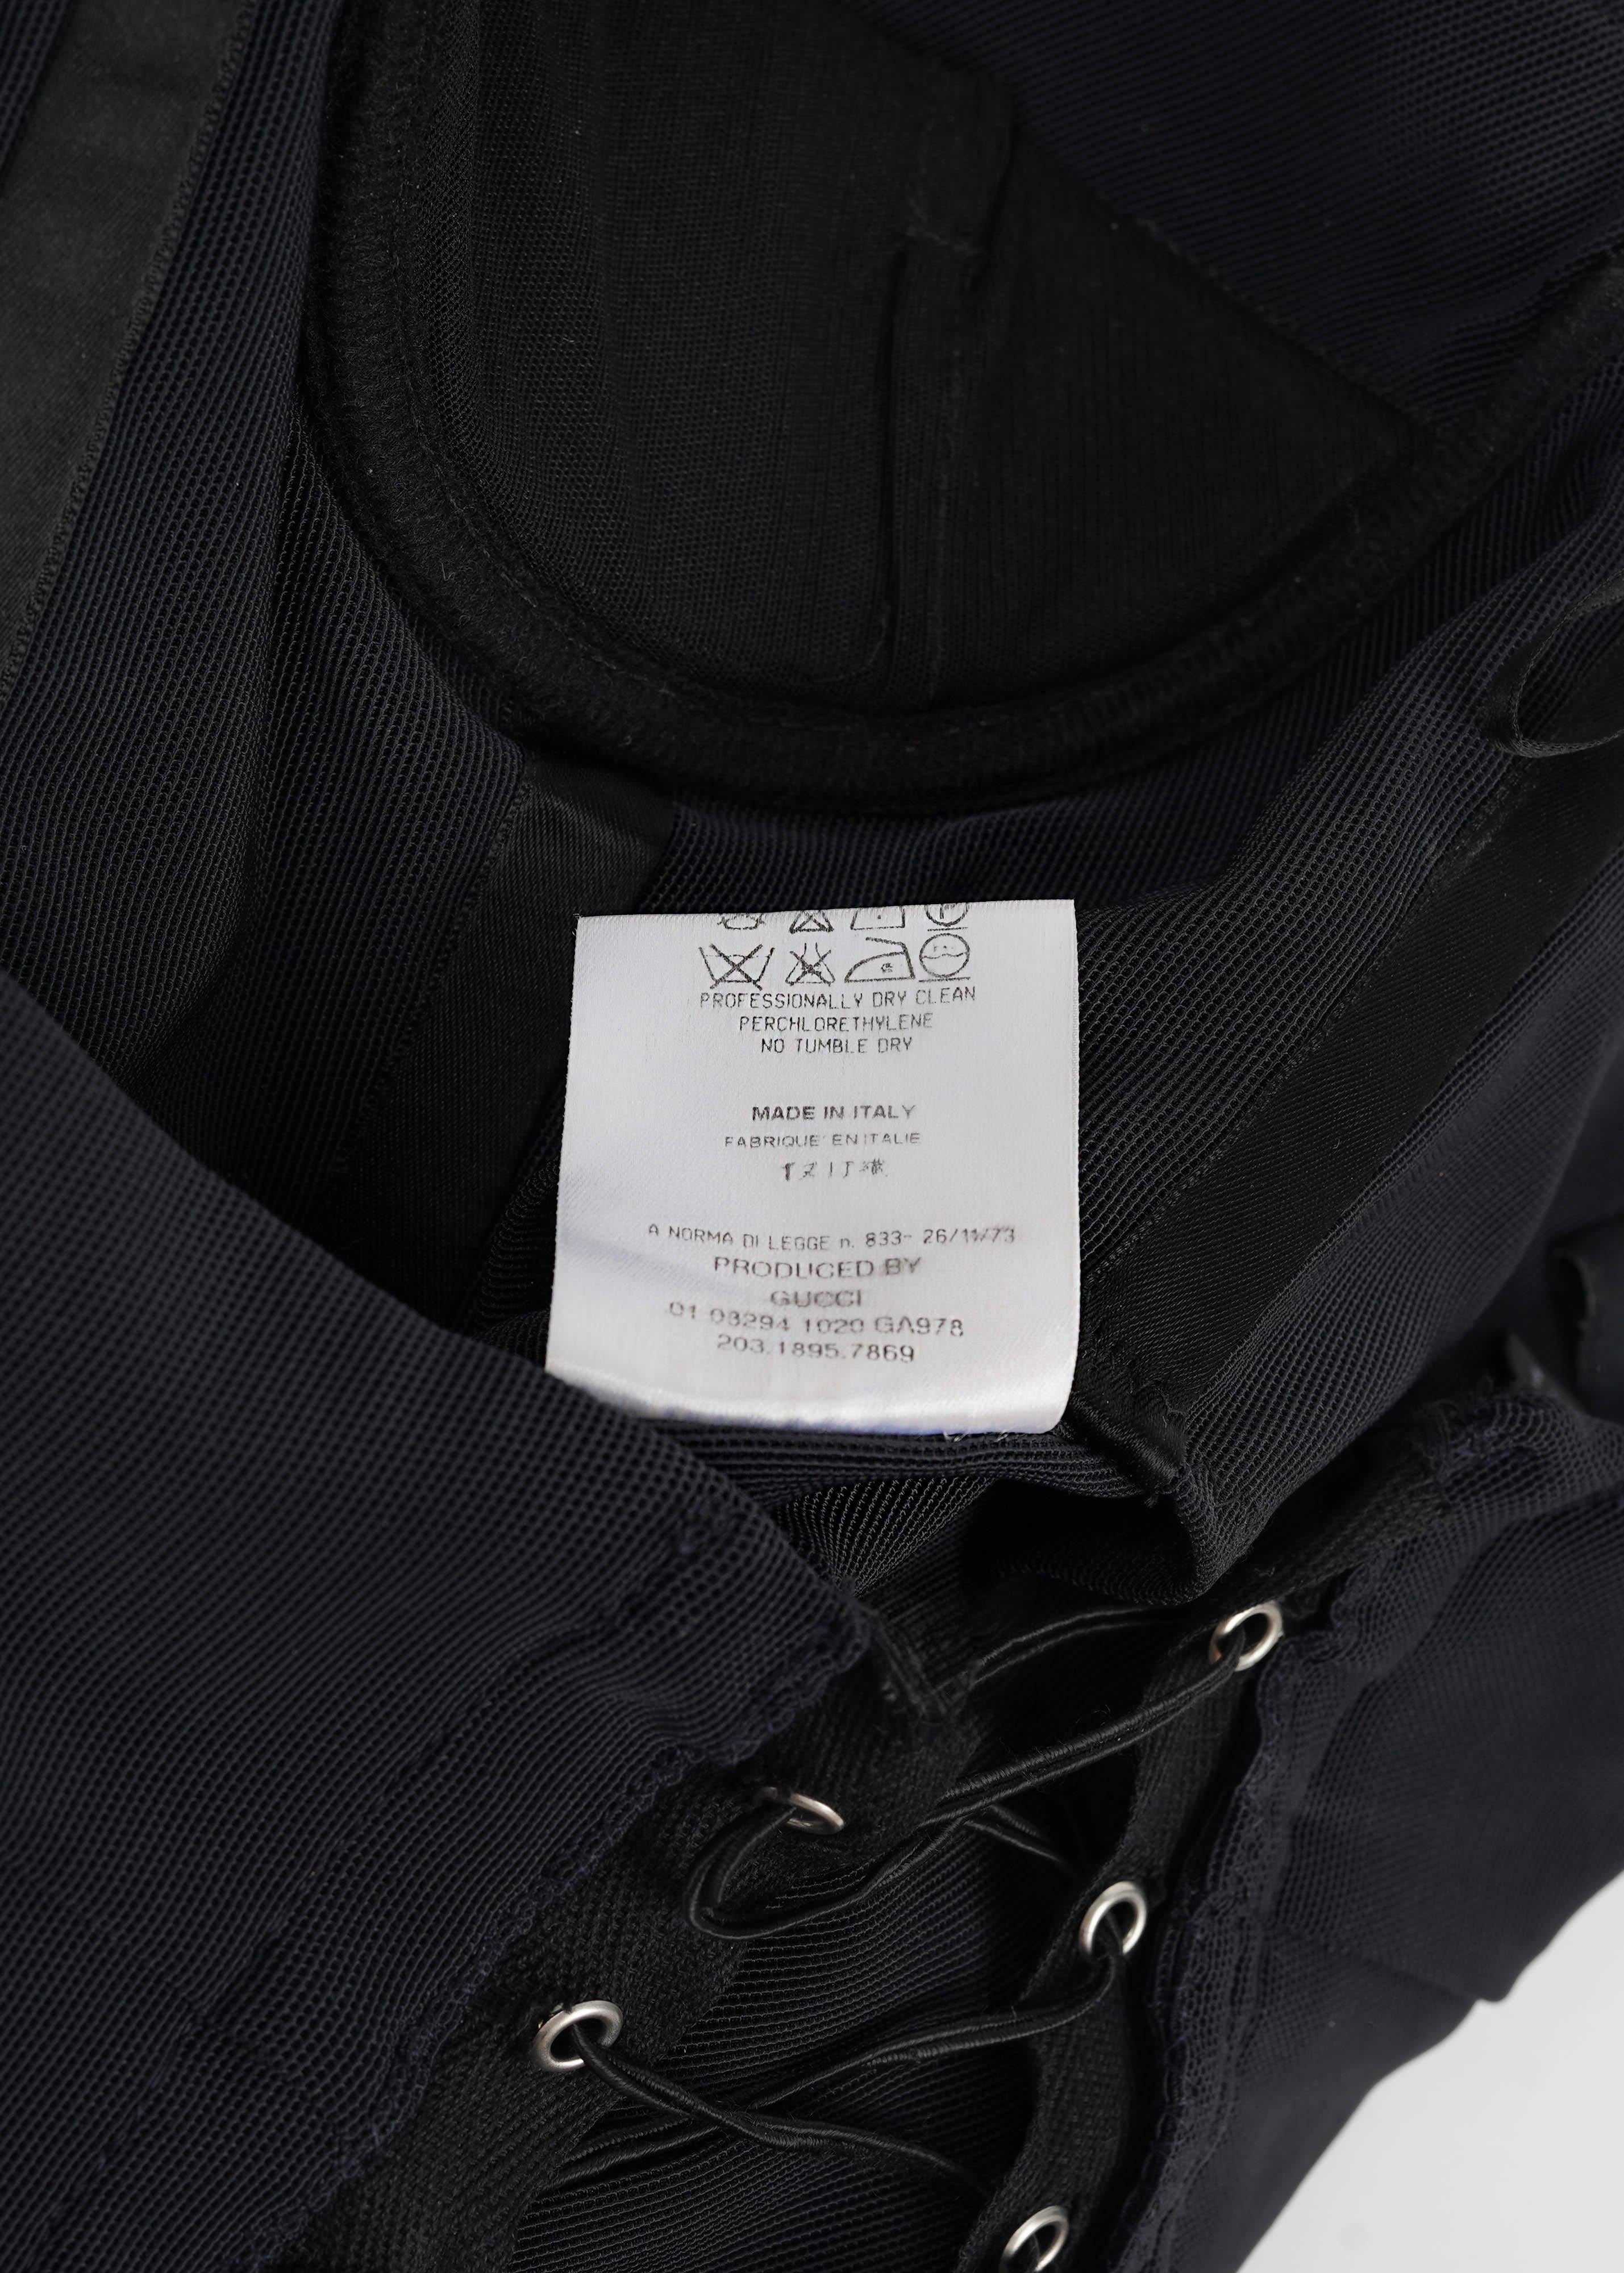 PROFESSIONALLY DRY CLEAN
PERCHLORETHYLENE
NO TUMBLE DRY
MADE IN ITALY
FABRIQUE EN ITALIE
A NORMA DI LEGGE n. 833- 26/11/73
PRODUCED BY
GUCCI
01 03294 1020 GA978
203.1895.7869